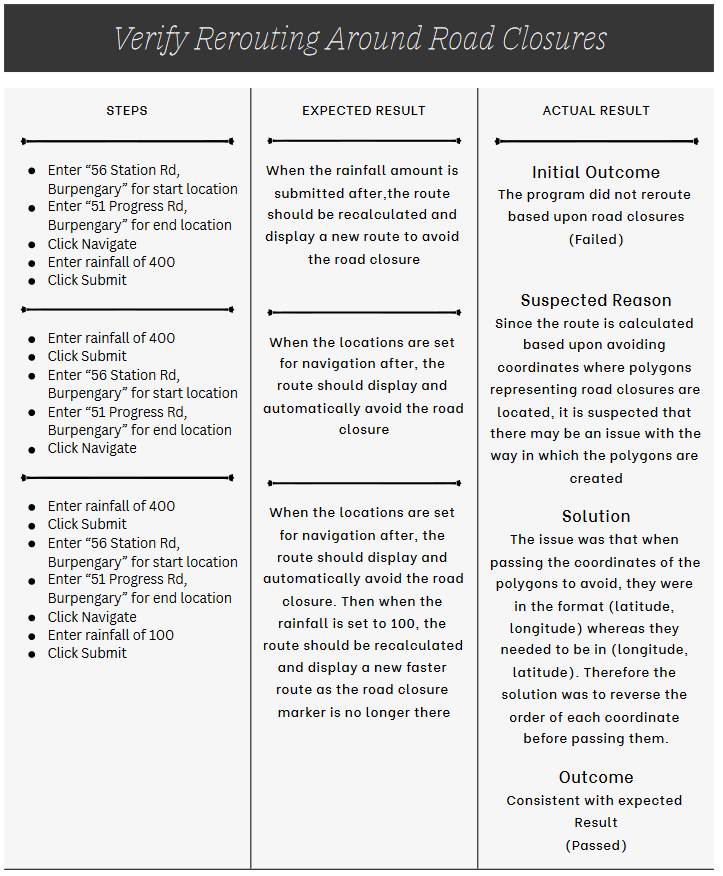 Verify Rerouting Around Road Closures
STEPS
Enter “56 Station Rd,
Burpengary” for start location
Enter “51 Progress Rd,
Burpengary” for end location
Click Navigate
Enter rainfall of 400
Click Submit
Enter rainfall of 400
Click Submit
Enter “56 Station Rd,
Burpengary” for start location
Enter “51 Progress Rd,
Burpengary” for end location
Click Navigate
Enter rainfall of 400
Click Submit
Enter “56 Station Rd,
Burpengary” for start location
Enter “51 Progress Rd,
Burpengary” for end location
Click Navigate
Enter rainfall of 100
Click Submit
EXPECTED RESULT
When the rainfall amount is
submitted after,the route
should be recalculated and
display a new route to avoid
the road closure
When the locations are set
for navigation after, the
route should display and
automatically avoid the road
closure
When the locations are set
for navigation after, the
route should display and
automatically avoid the road
closure. Then when the
rainfall is set to 100, the
route should be recalculated
and display a new faster
route as the road closure
marker is no longer there
ACTUAL RESULT
Initial Outcome
The program did not reroute
based upon road closures
(Failed)
Suspected Reason
Since the route is calculated
based upon avoiding
coordinates where polygons
representing road closures are
located, it is suspected that
there may be an issue with the
way in which the polygons are
created
Solution
The issue was that when
passing the coordinates of the
polygons to avoid, they were
in the format (latitude,
longitude) whereas they
needed to be in (longitude,
latitude). Therefore the
solution was to reverse the
order of each coordinate
before passing them.
Outcome
Consistent with expected
Result
(Passed)